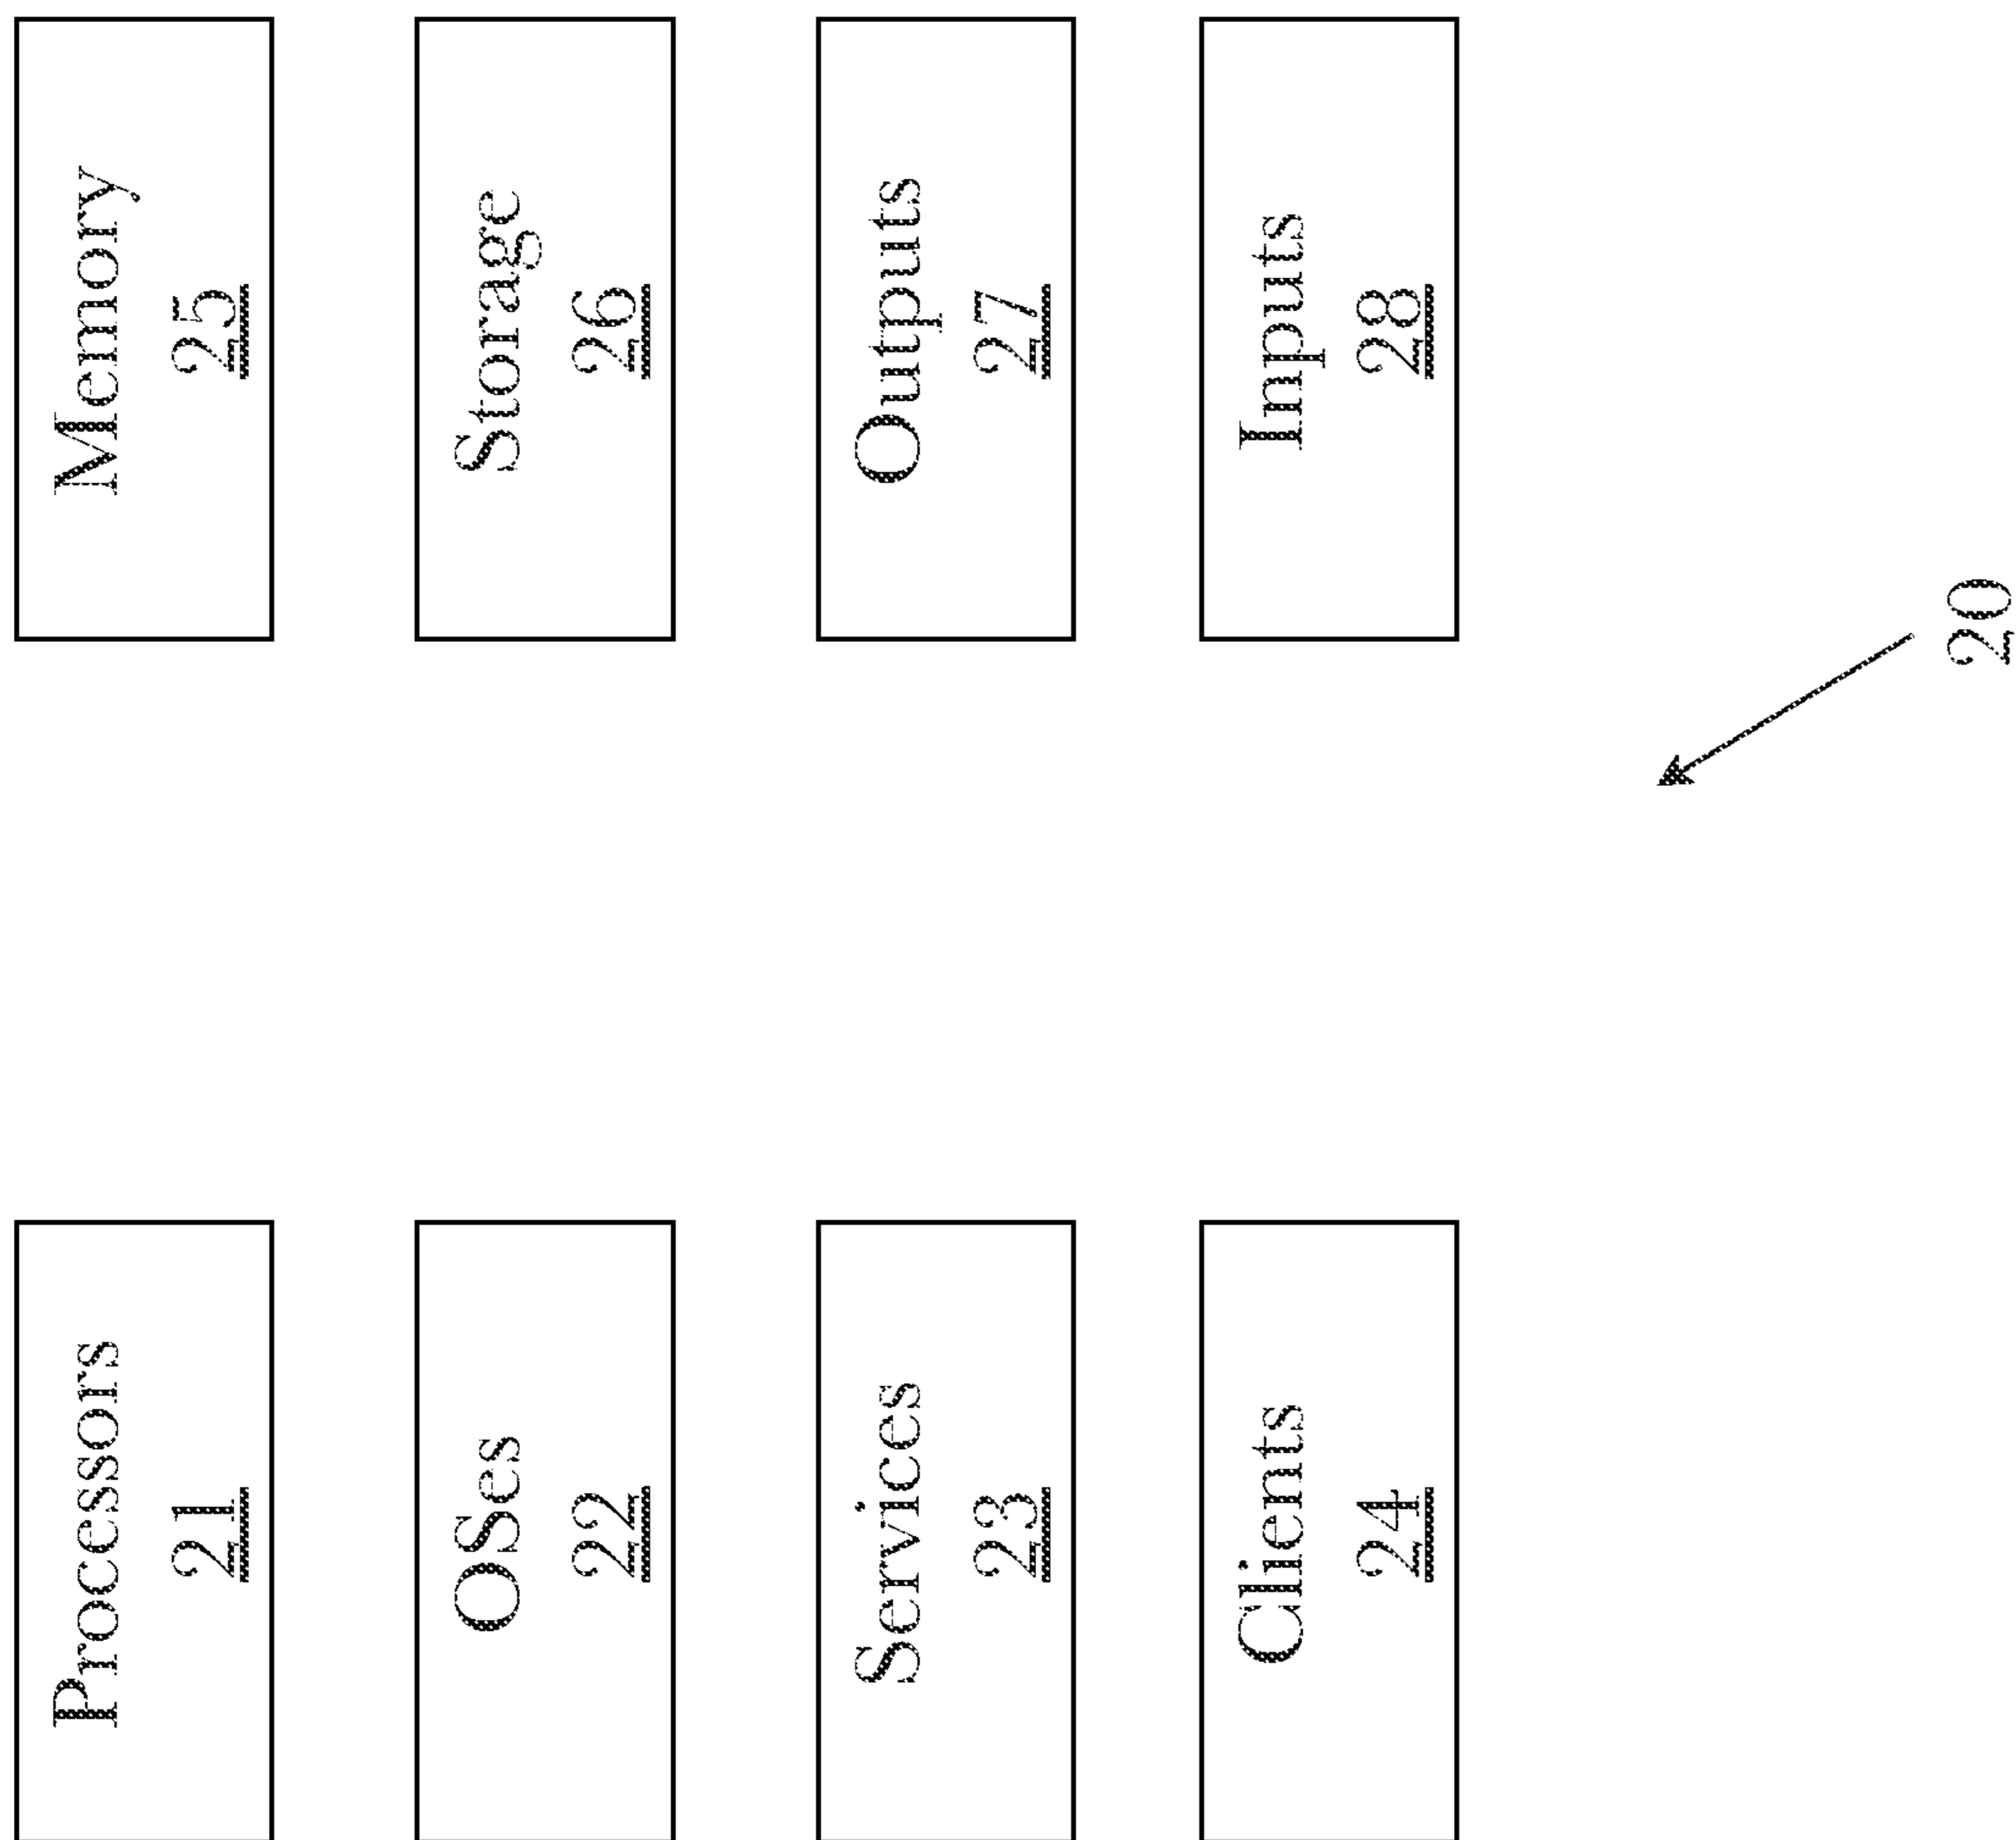 Processors
21
Memory
25
OSes
22
Storage
26
Services
23
Outputs
27
Clients
24
Inputs
28
20